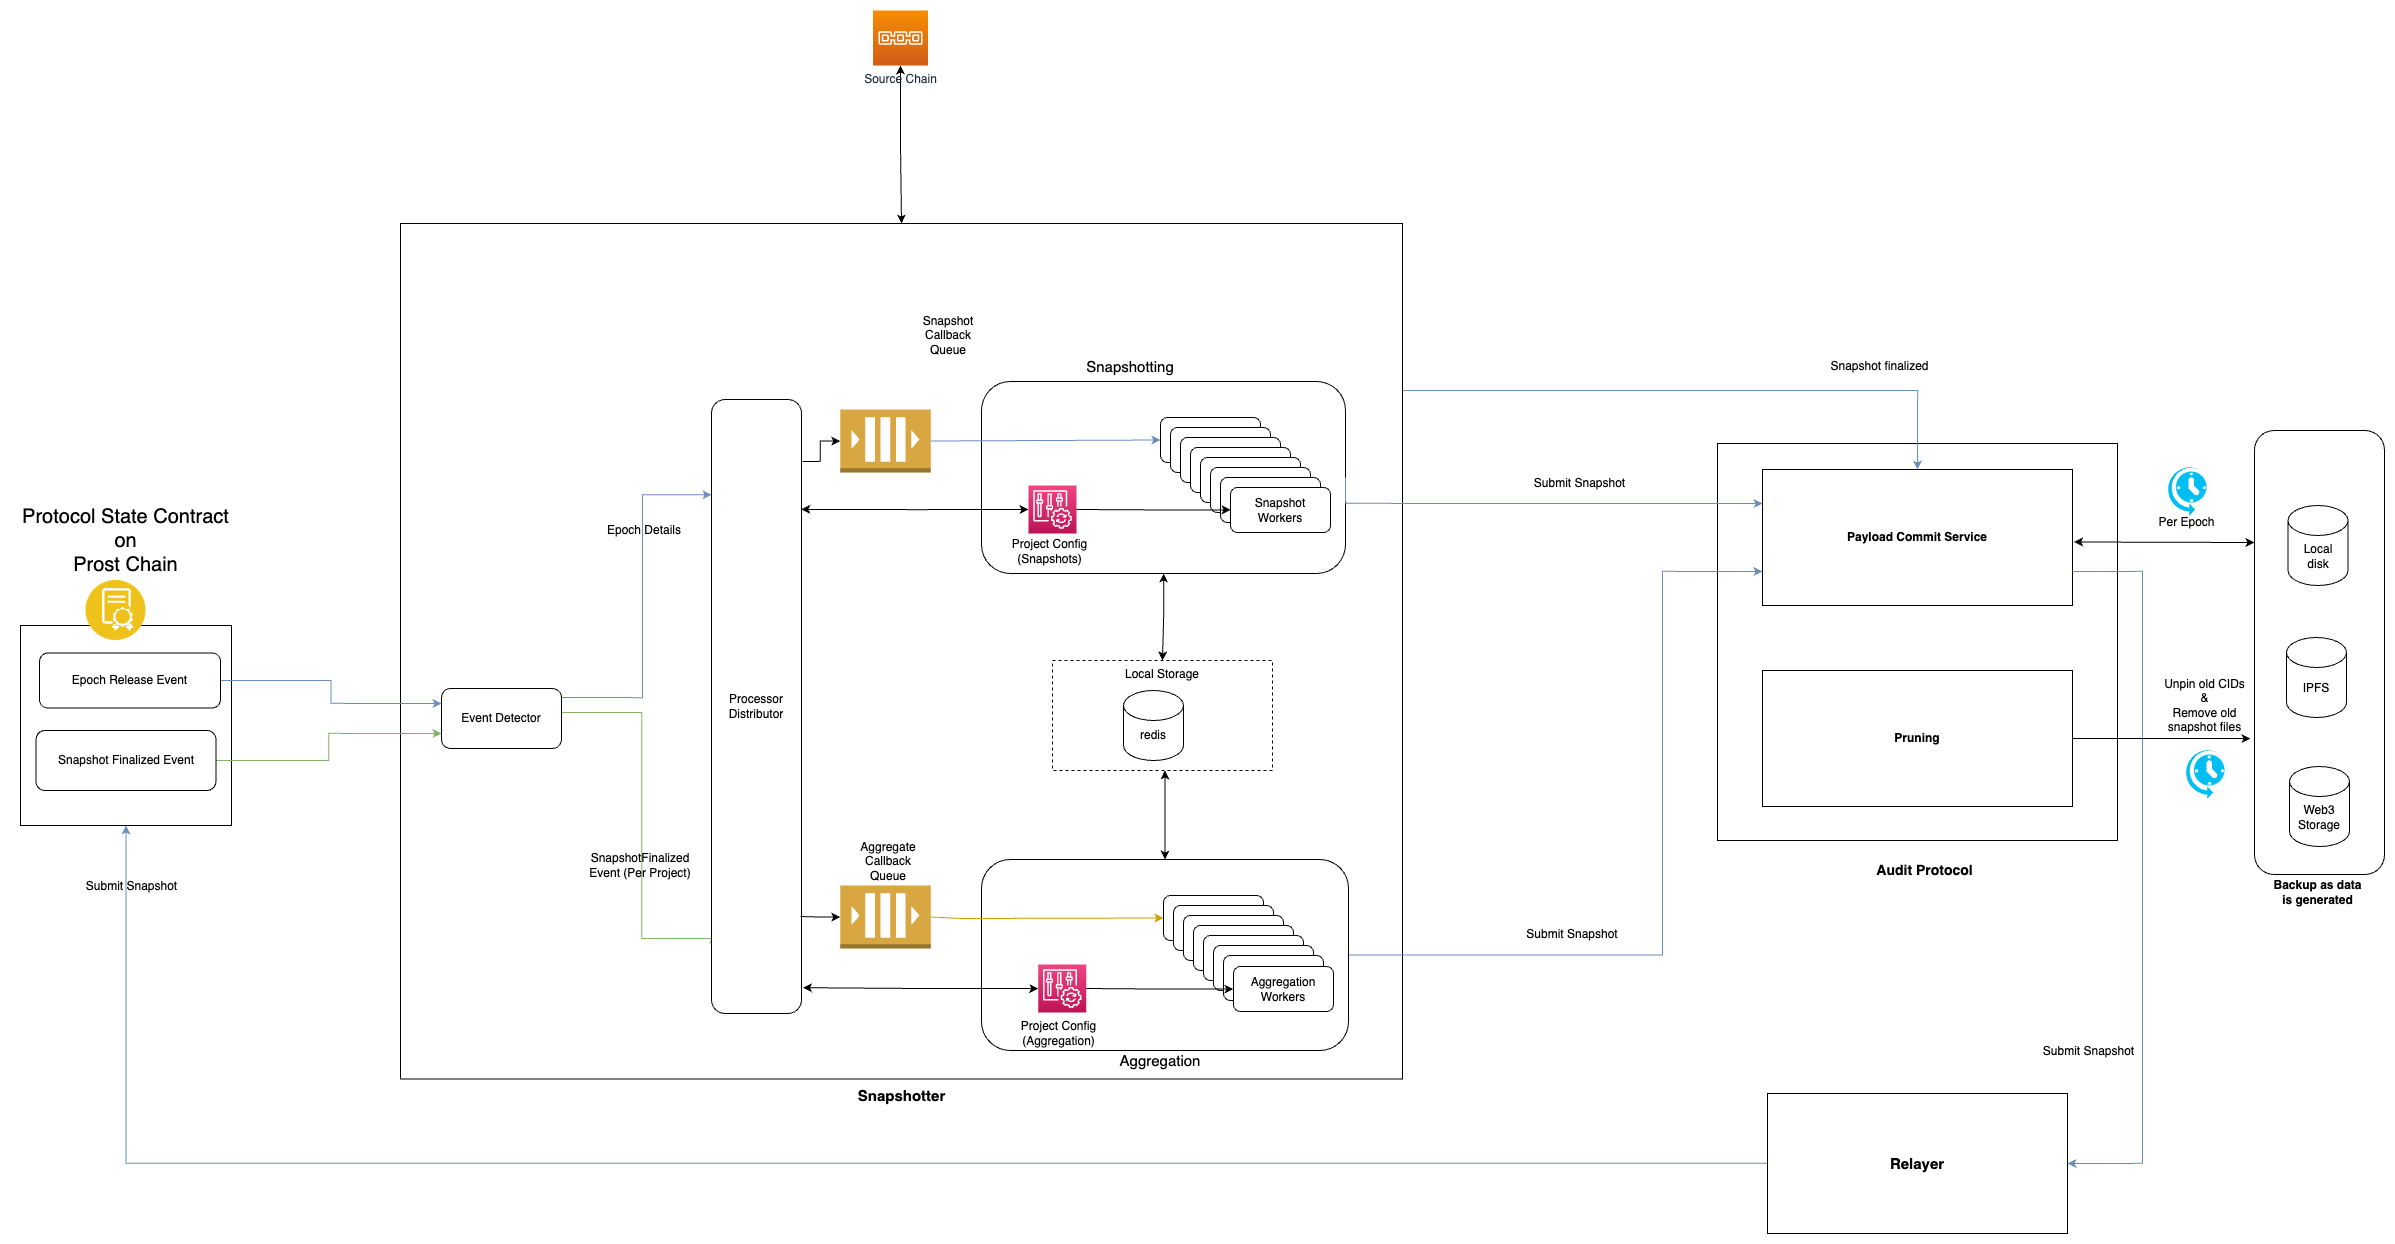 Source Chain
Snapshot
Callback
Queue
Snapshotting
Snapshot finalized
Submit Snapshot
Snapshot
Workers
Project Config
(Snapshots)
Epoch Details
Protocol State Contract
on
Prost Chain
Epoch Release Event
Snapshot Finalized Event
Event Detector
Processor
Distributor
Local Storage
redis
Payload Commit Service
Per Epoch
Local
disk
IPFS
Unpin old CIDs
&
Remove old
snapshot files
Pruning
Web3
Storage
Audit Protocol
Backup as data
is generated
SnapshotFinalized
Event (Per Project)
Aggregate
Callback
Queue
Submit Snapshot
Submit Snapshot
Aggregation
Workers
Project Config
(Aggregation)
Aggregation
Submit Snapshot
Snapshotter
Relayer